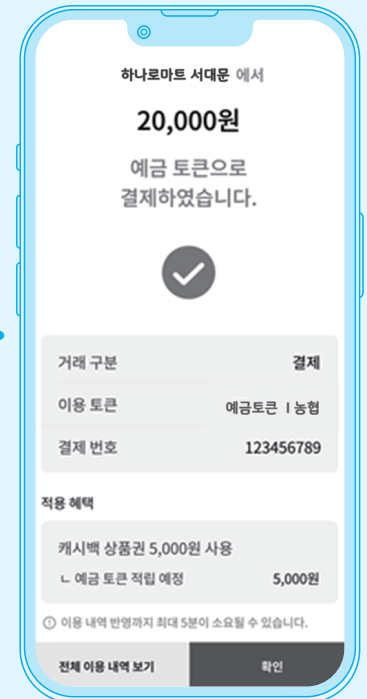 하나로마트 서대문 에서
20,000원
예금 토큰으로
결제하였습니다.
거래 구분 결제
이용 토큰 예금토큰 ㅣ농협
결제 번호 123456789
적용 혜택
캐시백 상품권 5,000원 사용
ㄴ 예금 토큰 적립 예정 5,000원
이용 내역 반영까지 최대 5분이 소요될 수 있습니다.
전체 이용 내역 보기 확인